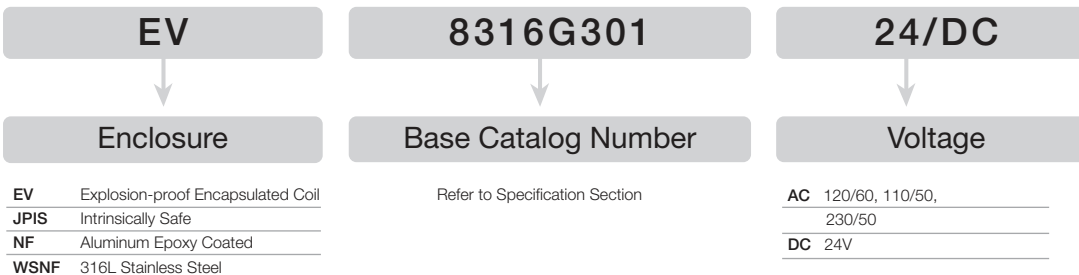 EV 8316G301 24/DC
Enclosure Base Catalog Number Voltage
EV Explosion-proof Encapsulated Coil
JPIS Intrinsically Safe
NF Aluminum Epoxy Coated
WSNF 316L Stainless Steel
Refer to Specification Section
AC 120/60, 110/50,
230/50
DC 24V